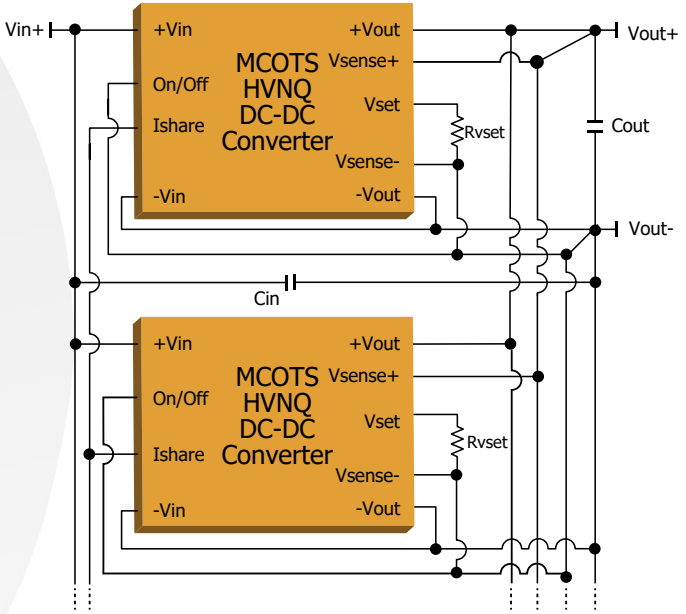 Vin+
+Vin
+Vout
Vout+
MCOTS
HVNQ
DC-DC
Converter
Vsense+
On/Off
Vset
Ishare
Rvset
Cout
Vsense-
-Vin
-Vout
Vout-
Cin
+Vin
+Vout
MCOTS
HVNQ
DC-DC
Converter
Vsense+
On/Off
Vset
Ishare
Rvset
Vsense-
-Vin
-Vout